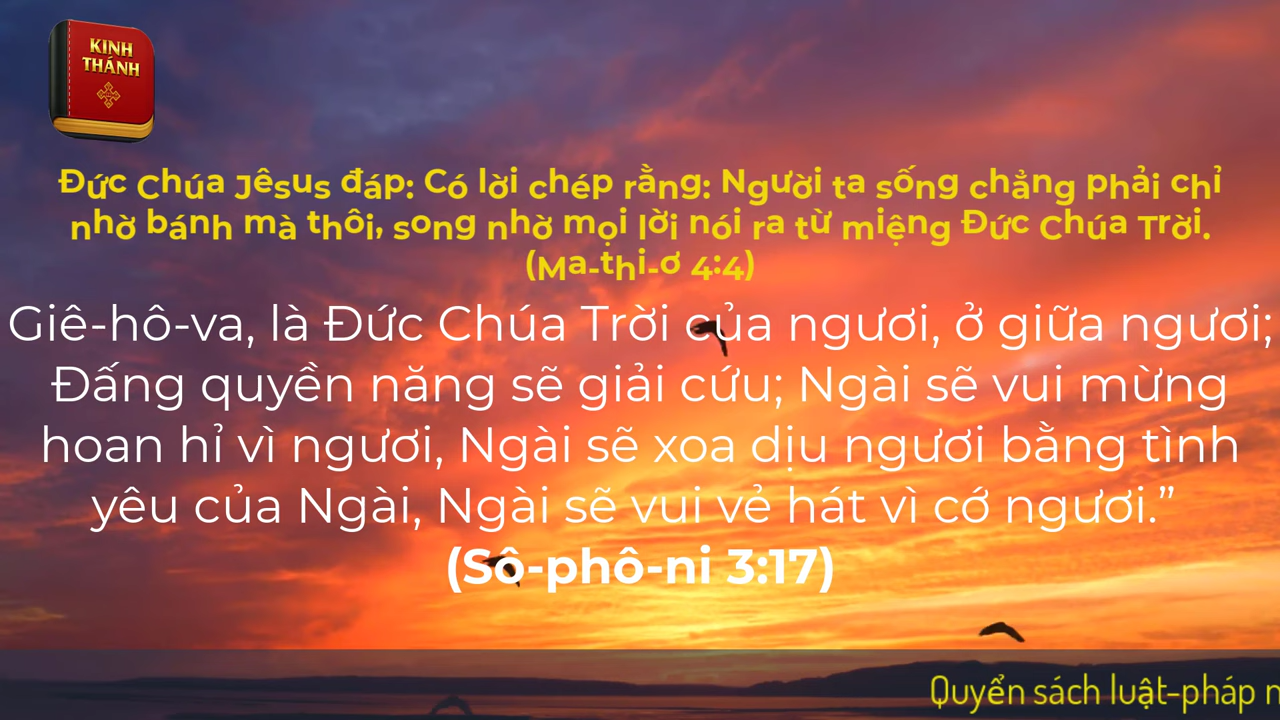 KINH
THÁNH
Đức Chúa Jêsus đáp: Có lời chép rằng: Người ta sống chẳng phải chỉ
nhờ bánh mà thôi, song nhờ mọi lời nói ra từ miệng Đức Chúa Trời.
(Ma-thi-ơ 4:4)
Giê-hô-va, là Đức Chúa Trời của ngươi, ở giữa ngươi;
Đấng quyền năng sẽ giải cứu; Ngài sẽ vui mừng
hoan hỉ vì ngươi, Ngài sẽ xoa dịu ngươi bằng tình
yêu của Ngài, Ngài sẽ vui vẻ hát vì cớ ngươi.”
(Sô-phô-ni 3:17)
Quyển sách luật-pháp